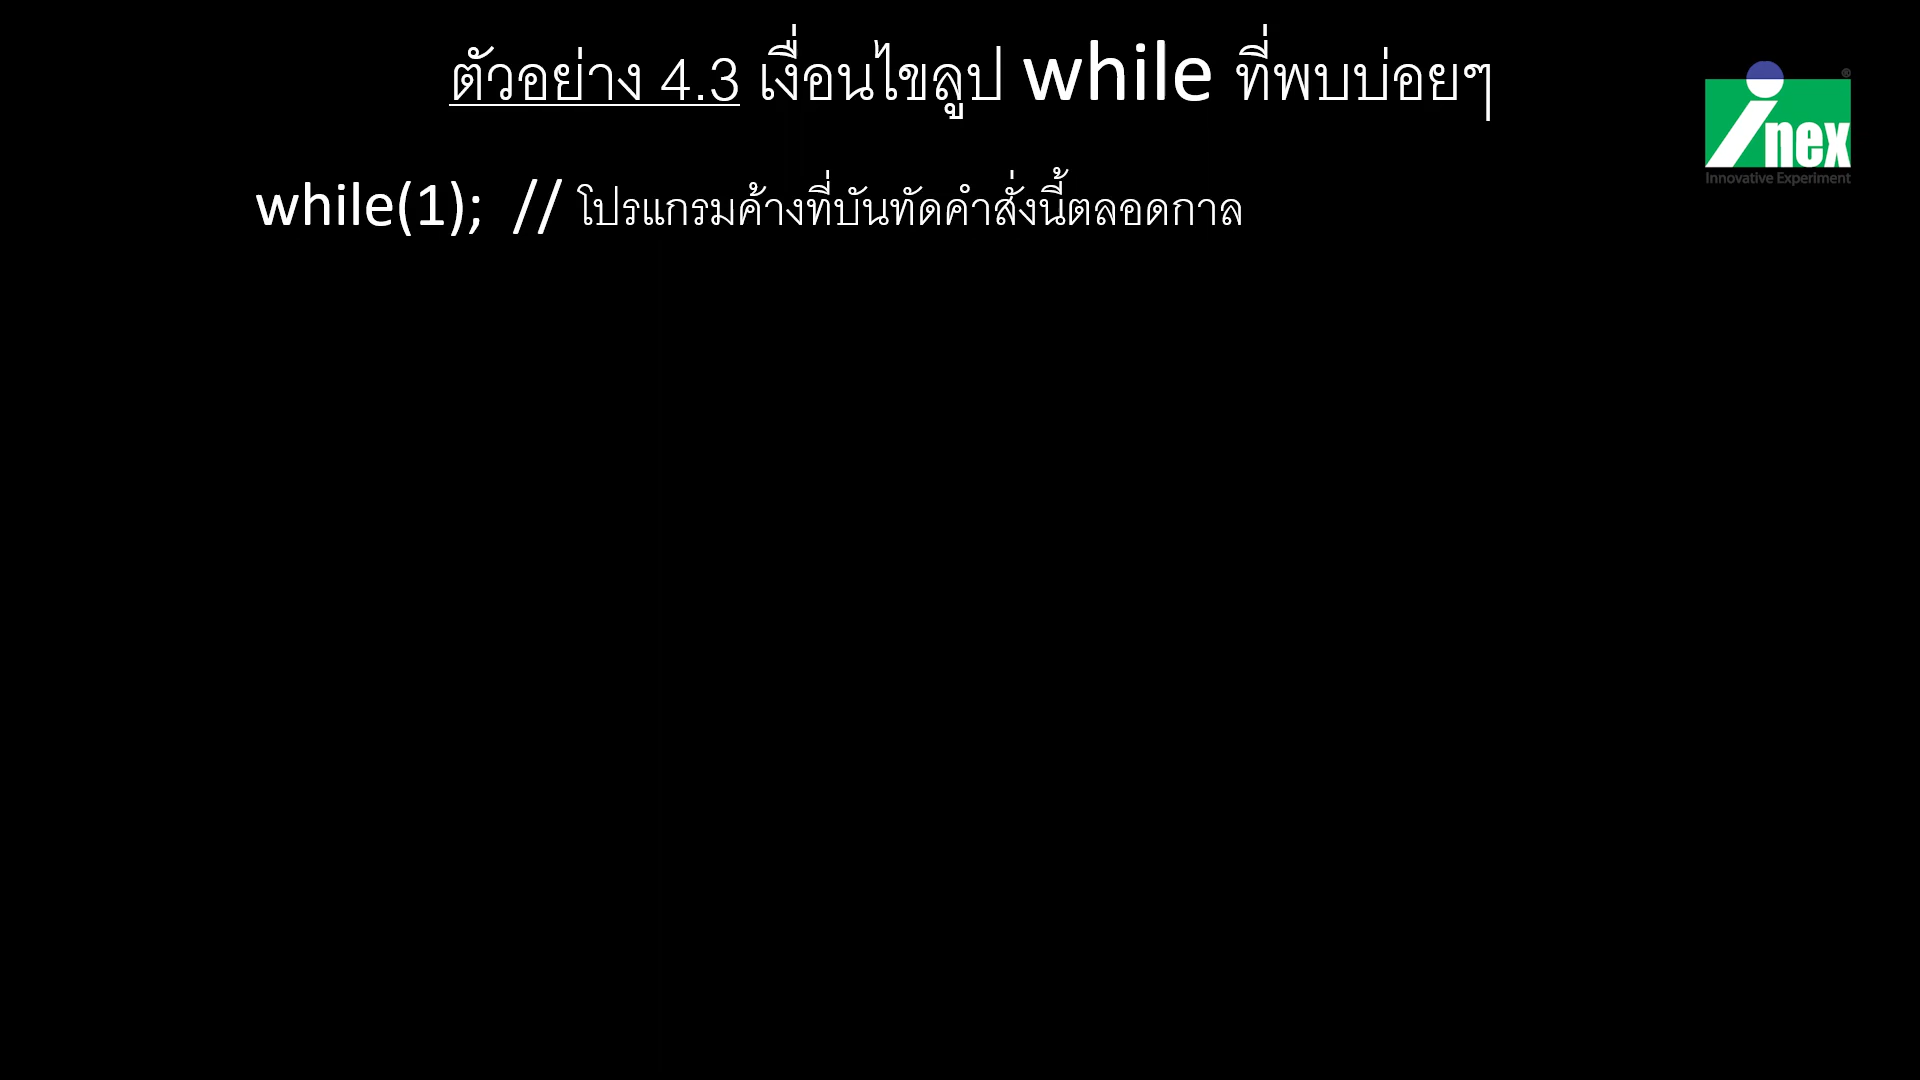 ตัวอย่าง 4.3 เงื่อนไขลูป while ที่พบบ่อยๆ
inex
®
Innovative Experiment
while(1); // โปรแกรมค้างที่บันทัดคำสั่งนี้ตลอดกาล